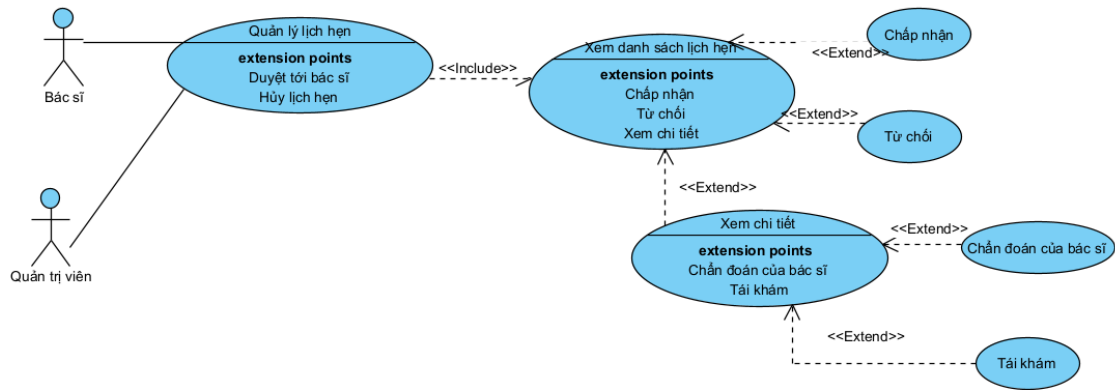 Bác sĩ
Quản trị viên
Quản lý lịch hẹn
extension points
Duyệt tới bác sĩ
Hủy lịch hẹn
<<Include>>
Xem danh sách lịch hẹn
extension points
Chấp nhận
Từ chối
Xem chi tiết
<<Extend>>
Chấp nhận
<<Extend>>
Từ chối
<<Extend>>
Xem chi tiết
extension points
Chẩn đoán của bác sĩ
Tái khám
<<Extend>>
Chẩn đoán của bác sĩ
<<Extend>>
Tái khám